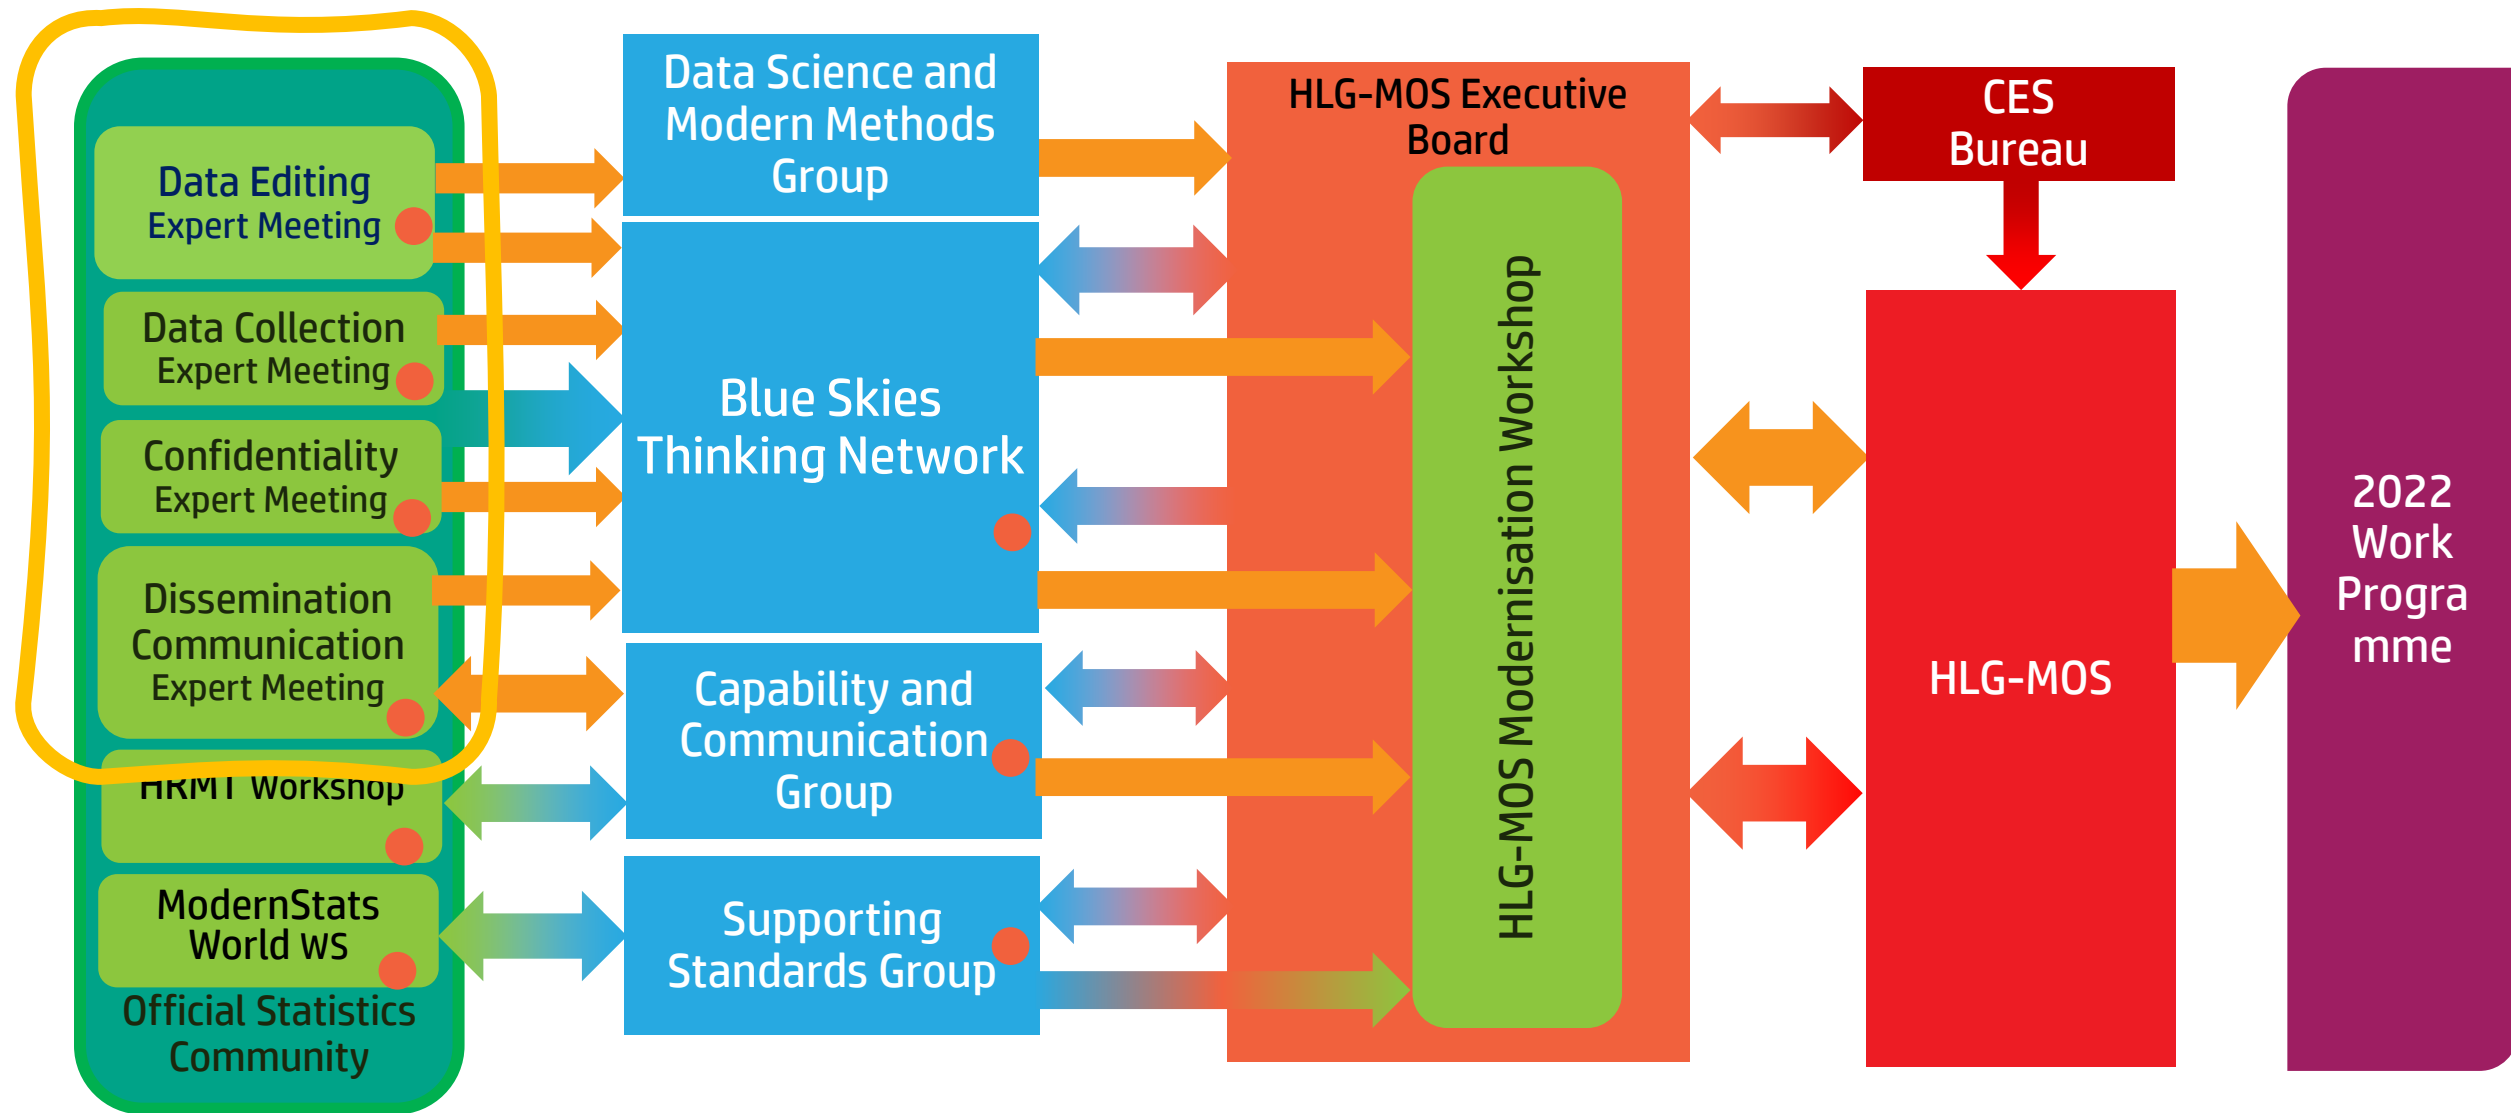 Data Editing
Expert Meeting
Data Collection
Expert Meeting
Confidentiality
Expert Meeting
Dissemination
Communication
Expert Meeting
HRMT Workshop
ModernStats
World WS
Official Statistics
Community
Data Science and
Modern Methods
Group
Blue Skies
Thinking Network
Capability and
Communication
Group
Supporting
Standards Group
HLG-MOS Executive
Board
HLG-MOS Modernisation Workshop
CES
Bureau
HLG-MOS
2022
Work
Progra
mme